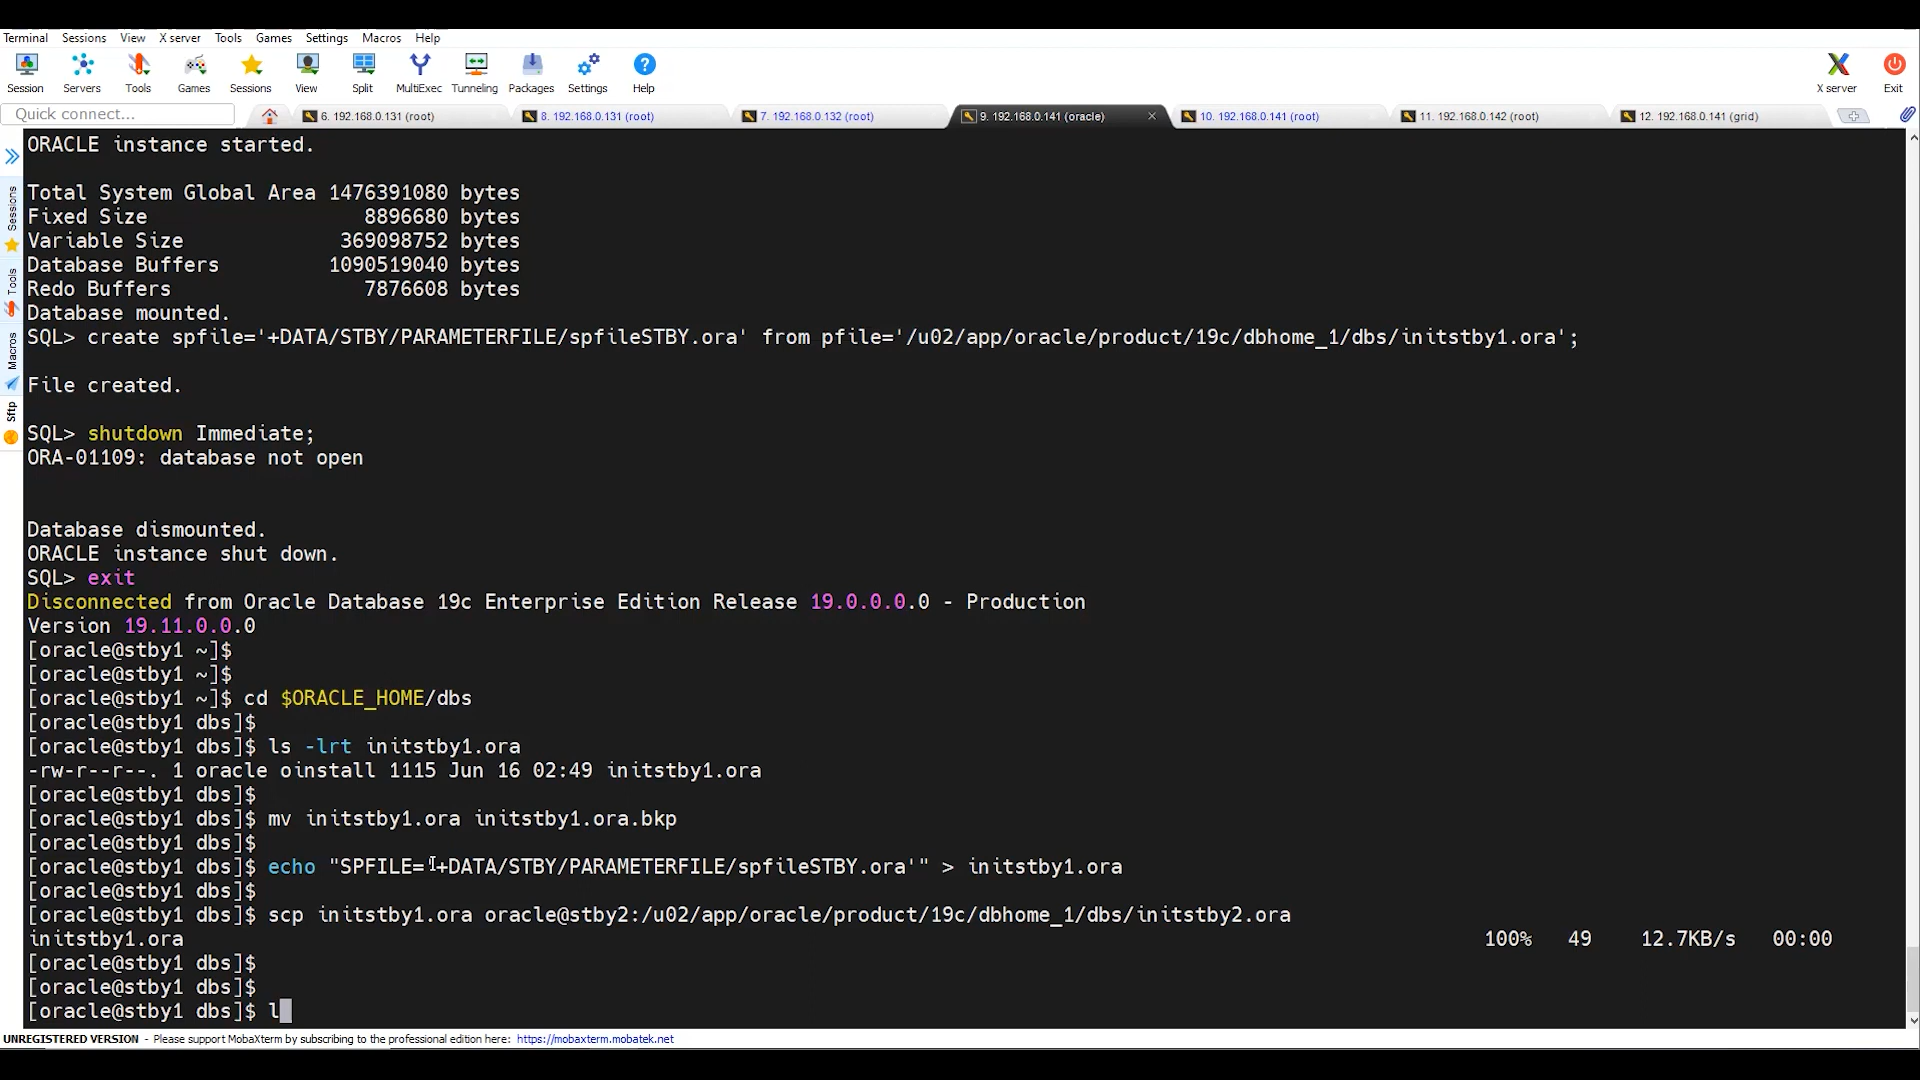 Terminal Sessions View X server Tools Games Settings Macros Help
Session Servers Tools Games Sessions View Split MultiExec Tunneling Packages Settings Help X server Exit
Quick connect... 6. 192.168.0.131 (root) 8. 192.168.0.131 (root) 7. 192.168.0.132 (root) 9. 192.168.0.141 (oracle) 10. 192.168.0.141 (root) 11. 192.168.0.142 (root) 12. 192.168.0.141 (grid)
Sessions
Tools
Macros
Sftp
ORACLE instance started.
Total System Global Area 1476391080 bytes
Fixed Size 8896680 bytes
Variable Size 369098752 bytes
Database Buffers 1090519040 bytes
Redo Buffers 7876608 bytes
Database mounted.
SQL> create spfile='+DATA/STBY/PARAMETERFILE/spfileSTBY.ora' from pfile='/u02/app/oracle/product/19c/dbhome_1/dbs/initstby1.ora';
File created.
SQL> shutdown Immediate;
ORA-01109: database not open
Database dismounted.
ORACLE instance shut down.
SQL> exit
Disconnected from Oracle Database 19c Enterprise Edition Release 19.0.0.0.0 - Production
Version 19.11.0.0.0
[oracle@stby1 ~]$
[oracle@stby1 ~]$
[oracle@stby1 ~]$ cd $ORACLE_HOME/dbs
[oracle@stby1 dbs]$
[oracle@stby1 dbs]$ ls -lrt initstby1.ora
-rw-r--r--. 1 oracle oinstall 1115 Jun 16 02:49 initstby1.ora
[oracle@stby1 dbs]$
[oracle@stby1 dbs]$ mv initstby1.ora initstby1.ora.bkp
[oracle@stby1 dbs]$
[oracle@stby1 dbs]$ echo "SPFILE='+DATA/STBY/PARAMETERFILE/spfileSTBY.ora'" > initstby1.ora
[oracle@stby1 dbs]$
[oracle@stby1 dbs]$ scp initstby1.ora oracle@stby2:/u02/app/oracle/product/19c/dbhome_1/dbs/initstby2.ora
initstby1.ora 100% 49 12.7KB/s 00:00
[oracle@stby1 dbs]$
[oracle@stby1 dbs]$
[oracle@stby1 dbs]$ l
UNREGISTERED VERSION - Please support MobaXterm by subscribing to the professional edition here: https://mobaxterm.mobatek.net